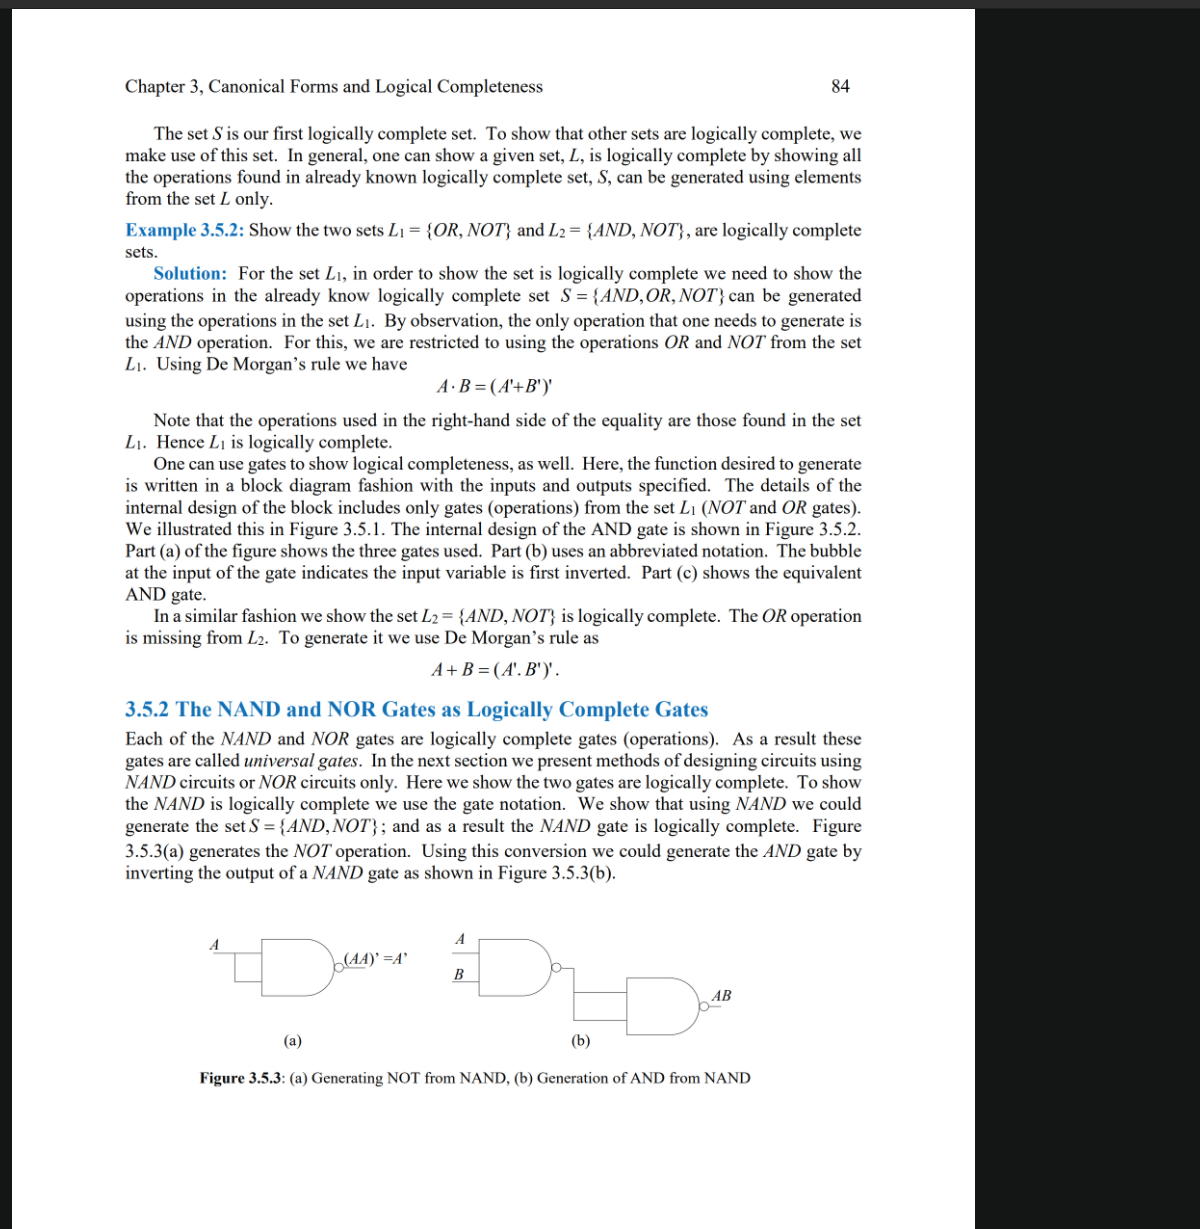 Chapter 3, Canonical Forms and Logical Completeness 84
The set S is our first logically complete set. To show that other sets are logically complete, we
make use of this set. In general, one can show a given set, L, is logically complete by showing all
the operations found in already known logically complete set, S, can be generated using elements
from the set L only.
Example 3.5.2: Show the two sets L₁ = {OR, NOT} and L₂ = {AND, NOT}, are logically complete
sets.
Solution: For the set L₁, in order to show the set is logically complete we need to show the
operations in the already know logically complete set S = {AND, OR, NOT} can be generated
using the operations in the set L₁. By observation, the only operation that one needs to generate is
the AND operation. For this, we are restricted to using the operations OR and NOT from the set
L₁. Using De Morgan's rule we have
A · B = (A'+B')'
Note that the operations used in the right-hand side of the equality are those found in the set
L₁. Hence L₁ is logically complete.
One can use gates to show logical completeness, as well. Here, the function desired to generate
is written in a block diagram fashion with the inputs and outputs specified. The details of the
internal design of the block includes only gates (operations) from the set L₁ (NOT and OR gates).
We illustrated this in Figure 3.5.1. The internal design of the AND gate is shown in Figure 3.5.2.
Part (a) of the figure shows the three gates used. Part (b) uses an abbreviated notation. The bubble
at the input of the gate indicates the input variable is first inverted. Part (c) shows the equivalent
AND gate.
In a similar fashion we show the set L₂ = {AND, NOT} is logically complete. The OR operation
is missing from L₂. To generate it we use De Morgan's rule as
A + B = (A'. B')'.
3.5.2 The NAND and NOR Gates as Logically Complete Gates
Each of the NAND and NOR gates are logically complete gates (operations). As a result these
gates are called universal gates. In the next section we present methods of designing circuits using
NAND circuits or NOR circuits only. Here we show the two gates are logically complete. To show
the NAND is logically complete we use the gate notation. We show that using NAND we could
generate the set S = {AND, NOT}; and as a result the NAND gate is logically complete. Figure
3.5.3(a) generates the NOT operation. Using this conversion we could generate the AND gate by
inverting the output of a NAND gate as shown in Figure 3.5.3(b).
A
(AA)' =A'
A
B
AB
(a)
(b)
Figure 3.5.3: (a) Generating NOT from NAND, (b) Generation of AND from NAND